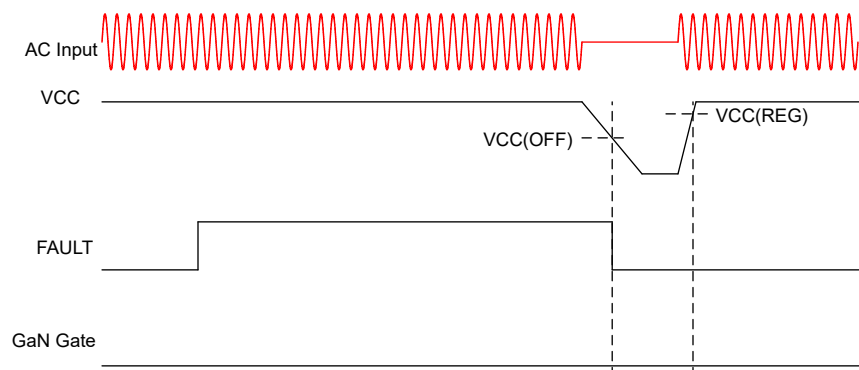 AC Input
VCC
VCC(REG)
VCC(OFF)
FAULT
GaN Gate